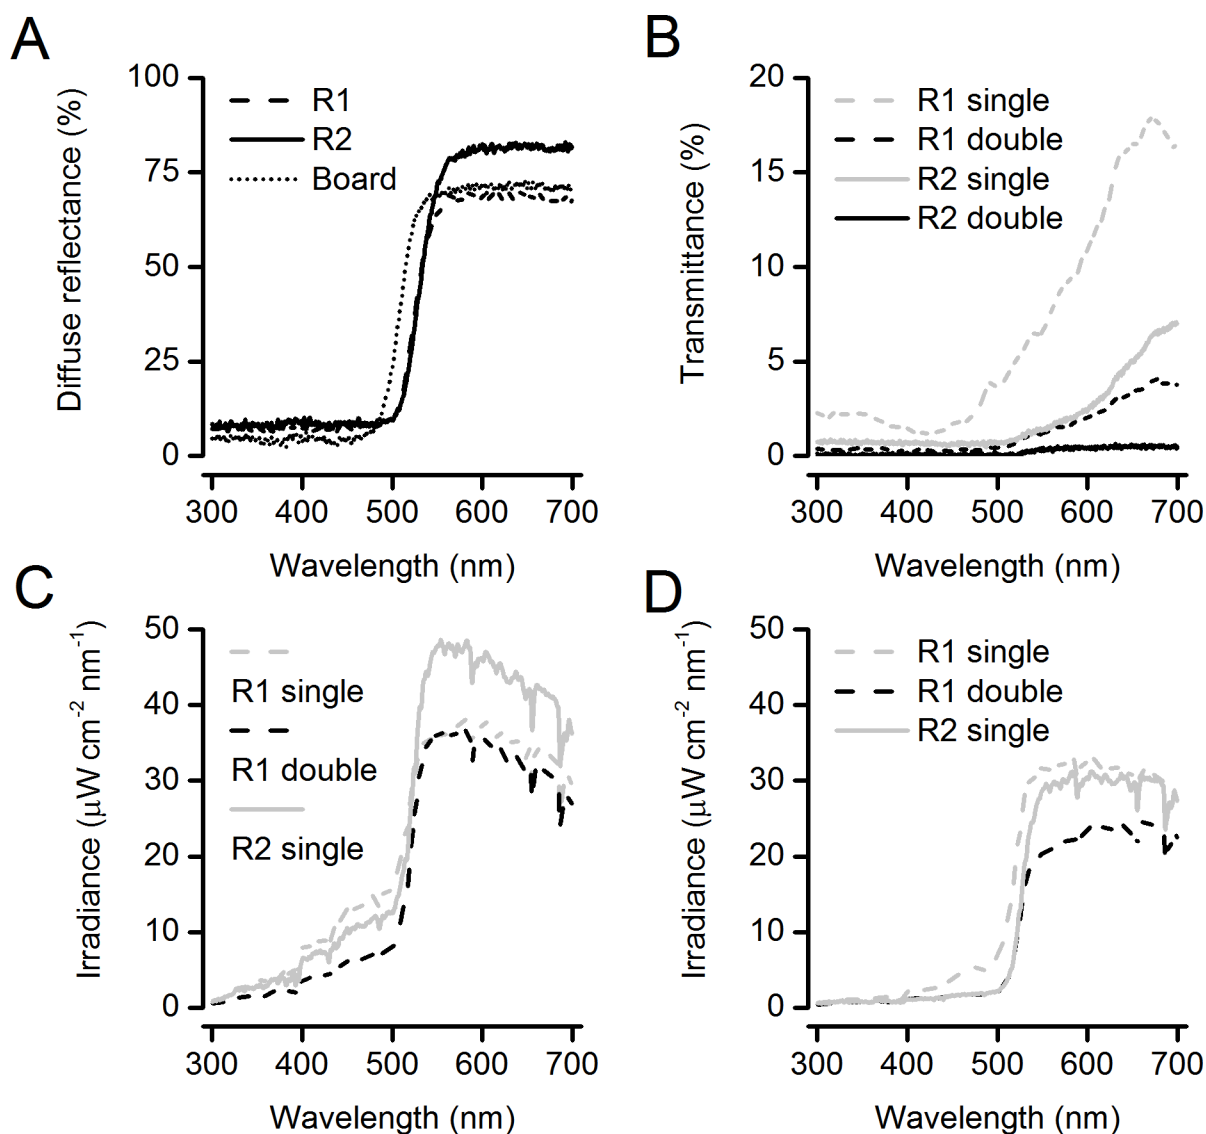 A
Diffuse reflectance (%)
100
75
50
25
0
R1
R2
Board
300 400 500 600 700
Wavelength (nm)
B
Transmittance (%)
20
15
10
5
0
R1 single
R1 double
R2 single
R2 double
300 400 500 600 700
Wavelength (nm)
C
Irradiance (μW cm⁻² nm⁻¹)
50
40
30
20
10
0
R1 single
R1 double
R2 single
300 400 500 600 700
Wavelength (nm)
D
Irradiance (μW cm⁻² nm⁻¹)
50
40
30
20
10
0
R1 single
R1 double
R2 single
300 400 500 600 700
Wavelength (nm)